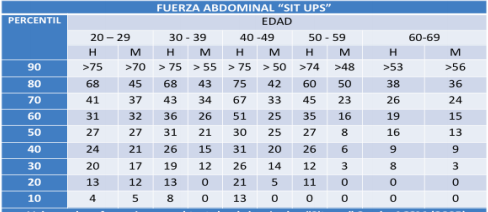 FUERZA ABDOMINAL "SIT UPS"
PERCENTIL EDAD
20 – 29 30 - 39 40 -49 50 - 59 60-69
H M H M H M H M H M
90 >75 >70 > 75 > 55 > 75 > 50 >74 >48 >53 >56
80 68 45 68 43 75 42 60 50 38 36
70 41 37 43 34 67 33 45 23 26 24
60 31 32 36 26 51 25 35 16 19 15
50 27 27 31 21 30 25 27 8 16 13
40 24 21 26 15 31 20 26 6 9 9
30 20 17 19 12 26 14 12 3 8 3
20 13 12 13 0 21 5 11 0 0 0
10 4 5 8 0 13 0 0 0 0 0